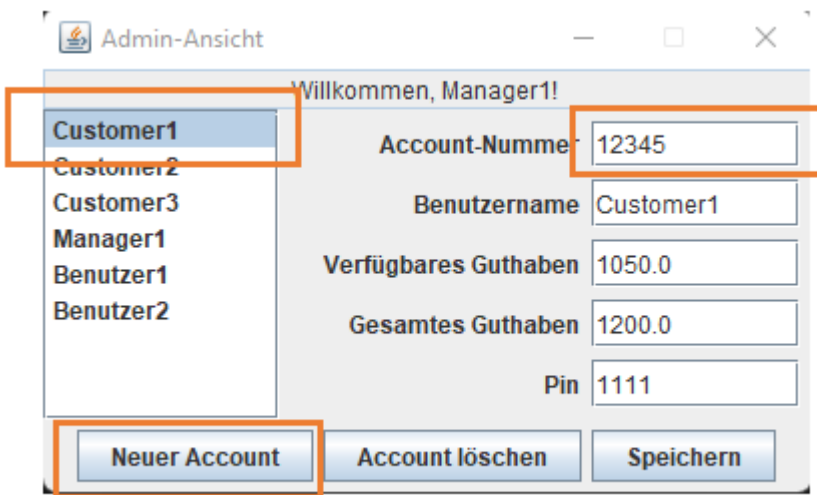 Admin-Ansicht
Willkommen, Manager1!
Customer1
Customer2
Customer3
Manager1
Benutzer1
Benutzer2
Account-Nummer 12345
Benutzername Customer1
Verfügbares Guthaben 1050.0
Gesamtes Guthaben 1200.0
Pin 1111
Neuer Account Account löschen Speichern